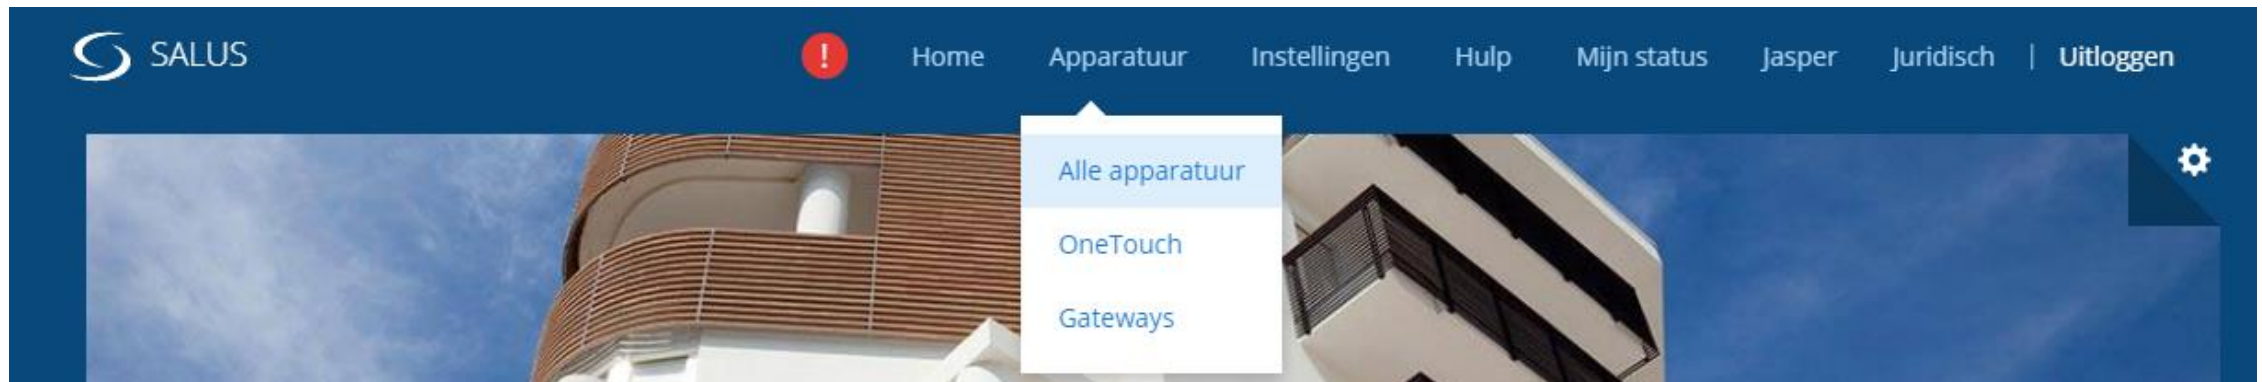 SALUS
! Home Apparatuur Instellingen Hulp Mijn status Jasper Juridisch | Uitloggen
Alle apparatuur
OneTouch
Gateways